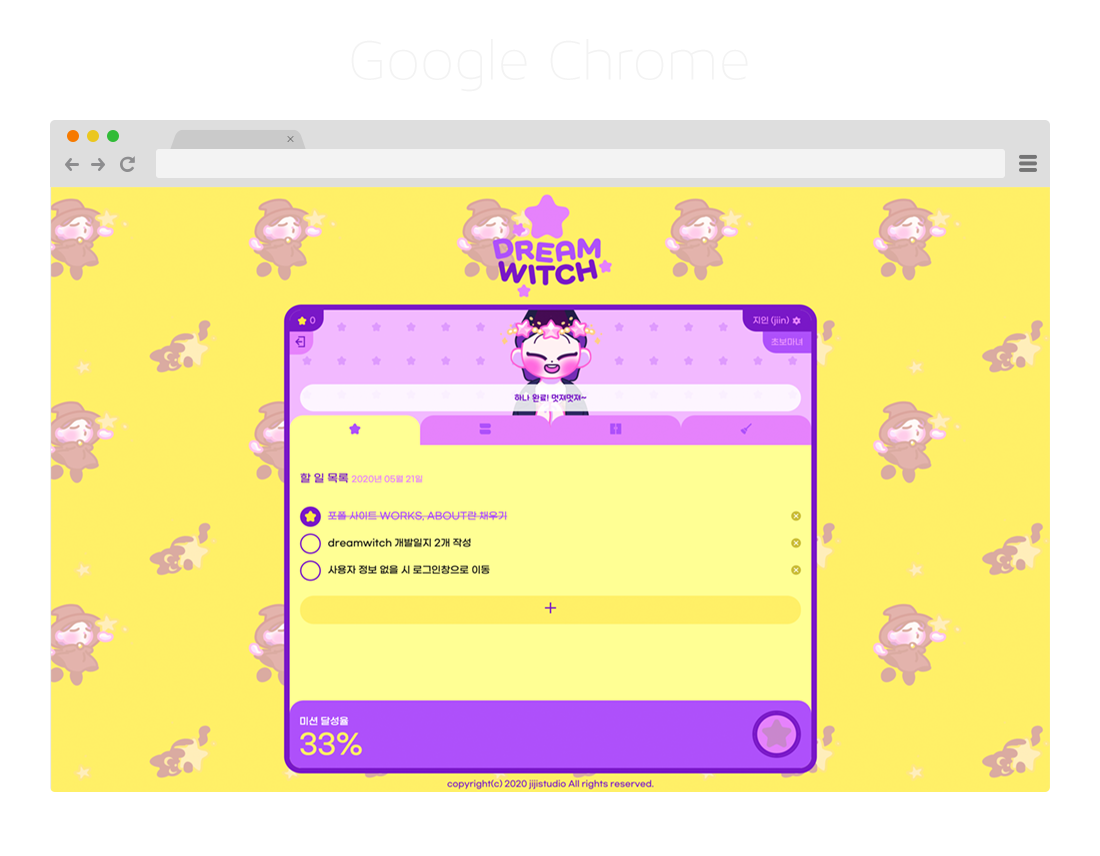 Google Chrome
DREAM
WITCH
0
지인 (jiin)
초보마녀
하나 완료! 멋져멋져~
할 일 목록 2020년 05월 21일
포폴 사이트 WORKS, ABOUT란 채우기
dreamwitch 개발일지 2개 작성
사용자 정보 없을 시 로그인창으로 이동
+
미션 달성율
33%
copyright(c) 2020 jijistudio All rights reserved.